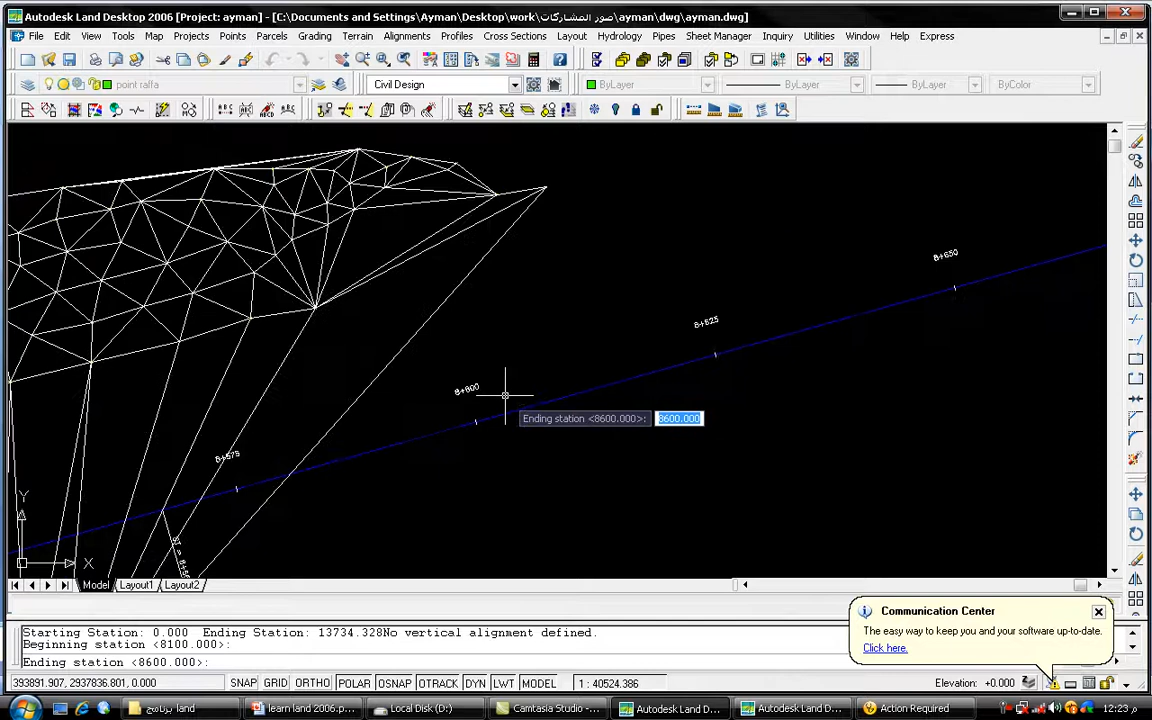 Autodesk Land Desktop 2006 [Project: ayman] - [C:\Documents and Settings\Ayman\Desktop\work\صور المشاركات\ayman\dwg\ayman.dwg]
File Edit View Tools Map Projects Points Parcels Grading Terrain Alignments Profiles Cross Sections Layout Hydrology Pipes Sheet Manager Inquiry Utilities Window Help Express
point raffa Civil Design ByLayer ByLayer ByLayer ByColor
8+650
8+625
8+600
Ending station <8600.000>: 8600.000
8+575
Y
X
Model Layout1 Layout2
Communication Center
The easy way to keep you and your software up-to-date.
Click here.
Starting Station: 0.000 Ending Station: 13734.328No vertical alignment defined.
Beginning station <8100.000>:
Ending station <8600.000>:
393891.907, 2937836.801, 0.000 SNAP GRID ORTHO POLAR OSNAP OTRACK DYN LWT MODEL 1 : 40524.386 Elevation: +0.000
برنامج land learn land 2006.p... Local Disk (D:) Camtasia Studio - ... Autodesk Land D... Autodesk Land D... Action Required 12:23 م